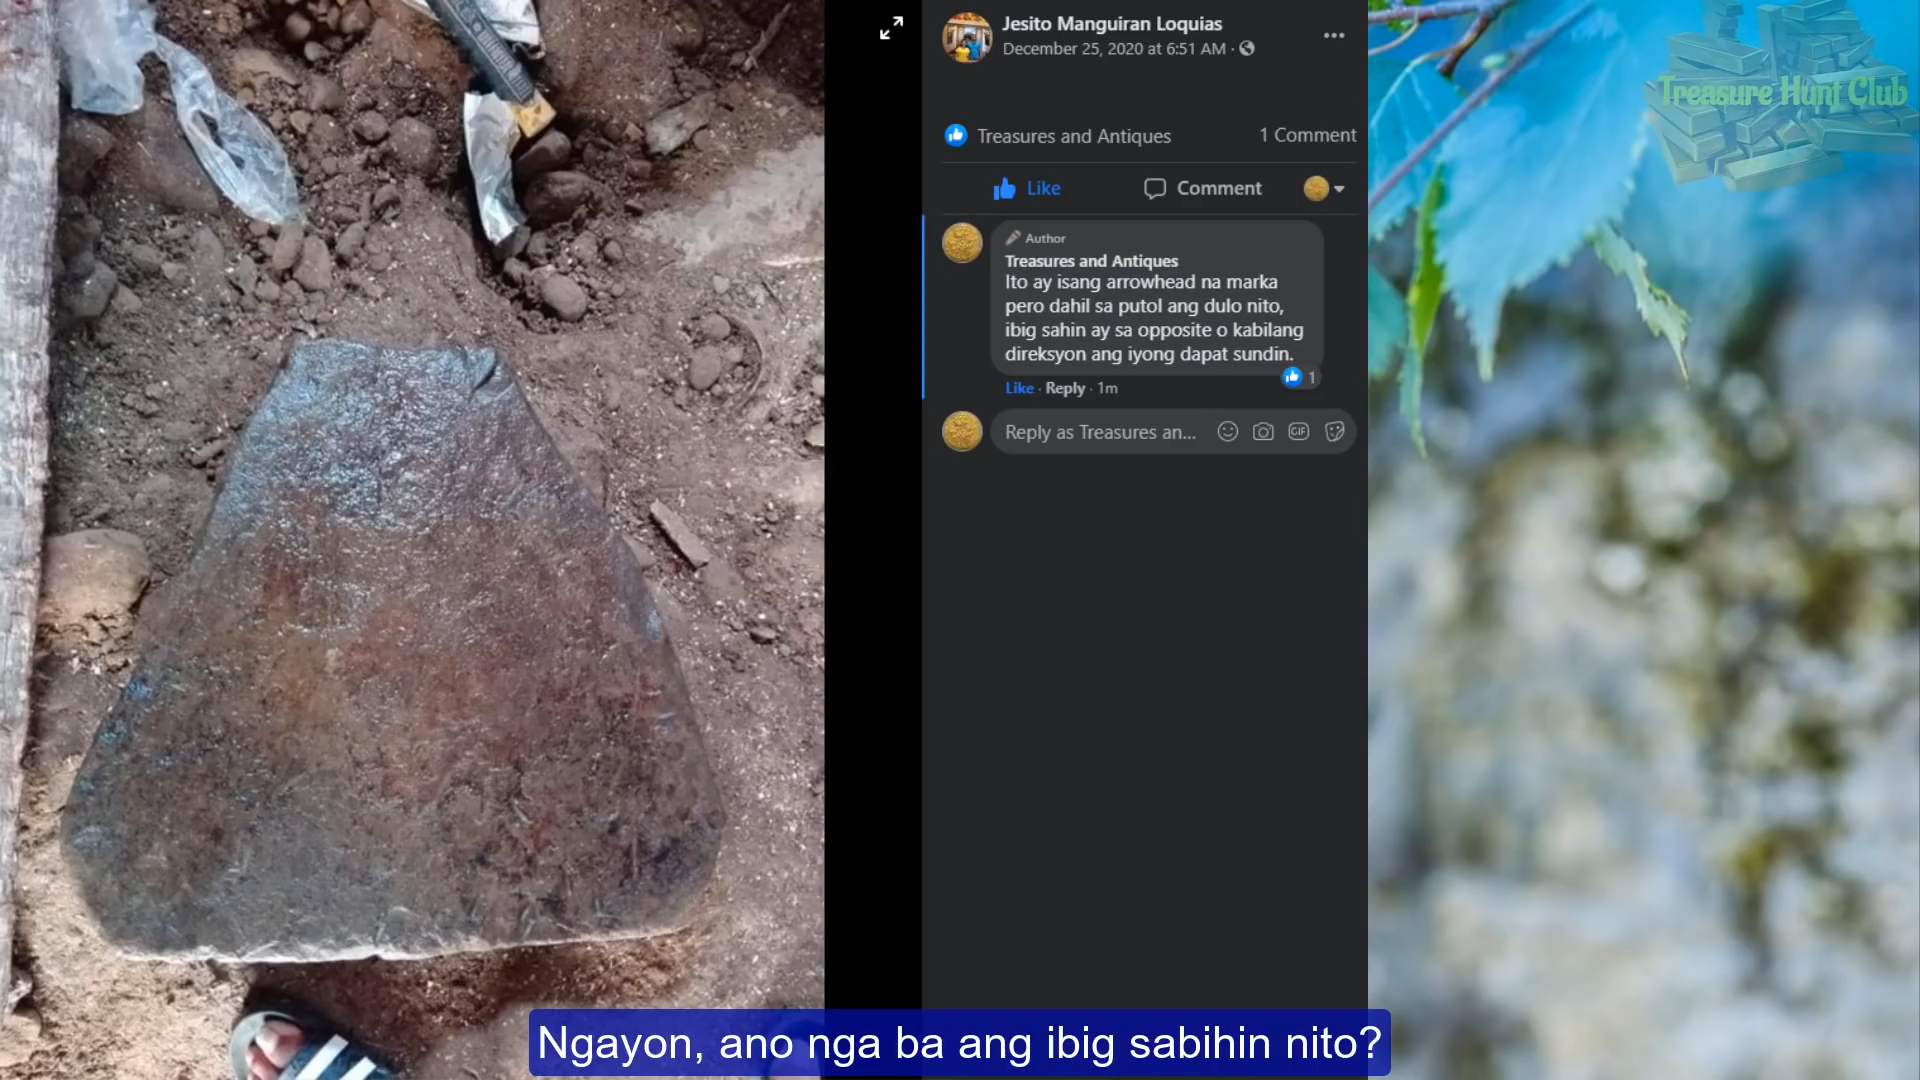 Jesito Manguiran Loquias
December 25, 2020 at 6:51 AM ·
Treasures and Antiques
1 Comment
Like
Comment
Author
Treasures and Antiques
Ito ay isang arrowhead na marka
pero dahil sa putol ang dulo nito,
ibig sahin ay sa opposite o kabilang
direksyon ang iyong dapat sundin.
1
Like · Reply · 1m
Reply as Treasures an...
GIF
Treasure Hunt Club
Ngayon, ano nga ba ang ibig sabihin nito?